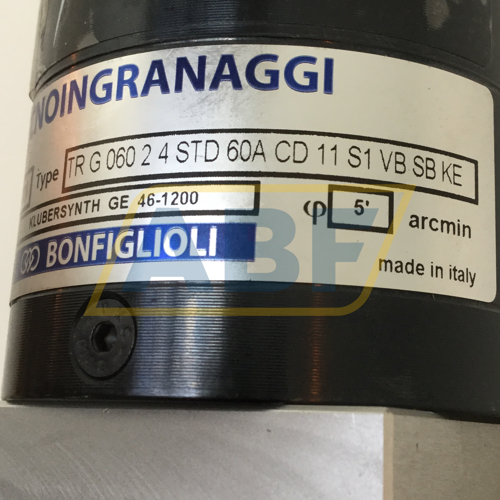 NOINGRANAGGI
Type TR G 060 2 4 STD 60A CD 11 S1 VB SB KE
KLUBERSYNTH GE 46-1200
φ 5' arcmin
BONFIGLIOLI
made in italy
ABF